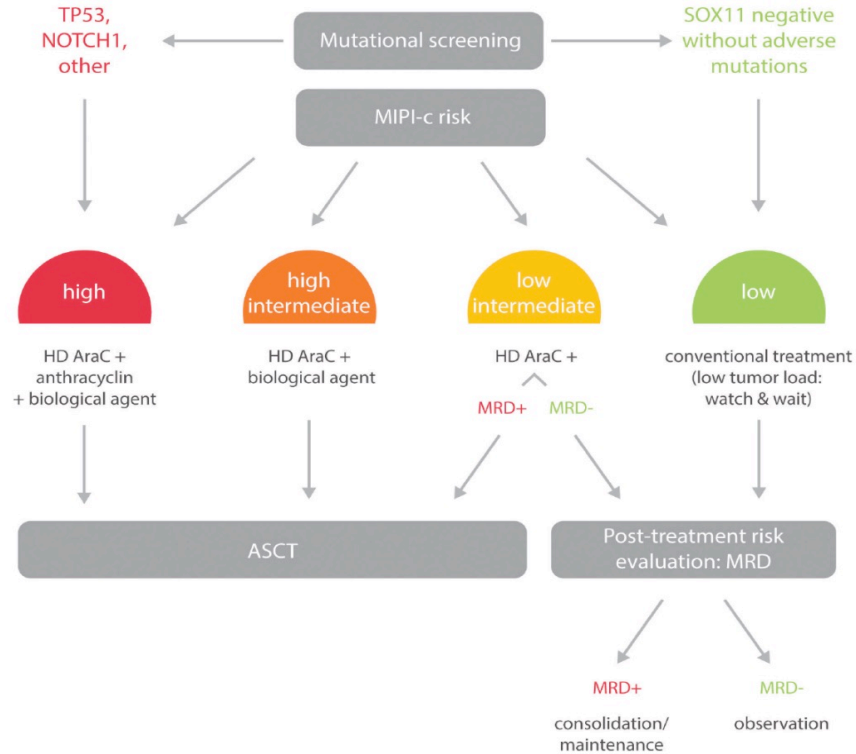 TP53,
NOTCH1,
other
Mutational screening
SOX11 negative
without adverse
mutations
MIPI-c risk
high
high
intermediate
low
intermediate
low
HD AraC +
anthracyclin
+ biological agent
HD AraC +
biological agent
HD AraC +
MRD+ MRD-
conventional treatment
(low tumor load:
watch & wait)
ASCT
Post-treatment risk
evaluation: MRD
MRD+
consolidation/
maintenance
MRD-
observation